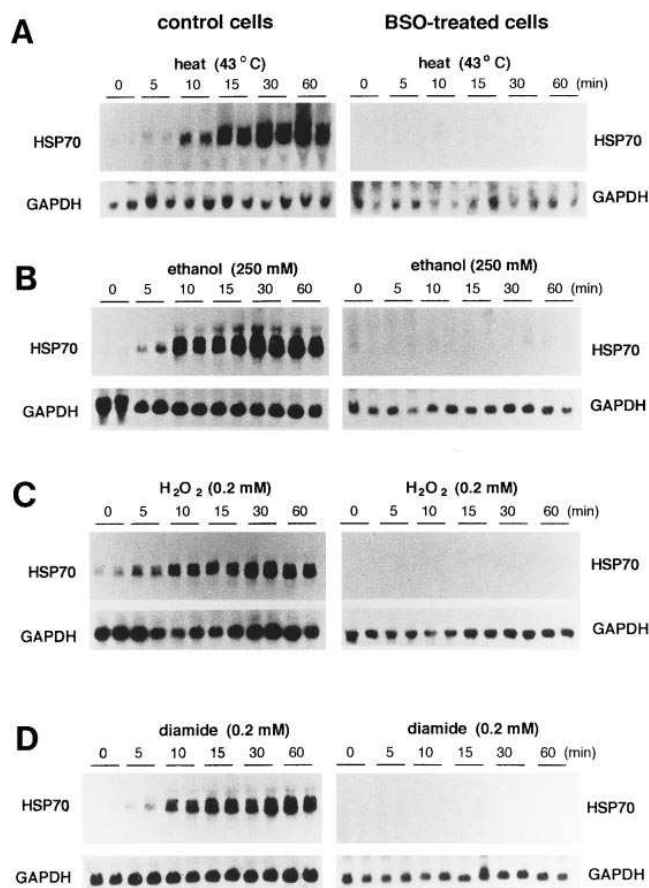 control cells BSO-treated cells
A
heat (43 ° C) heat (43 ° C)
0 5 10 15 30 60 0 5 10 15 30 60 (min)
HSP70 HSP70
GAPDH GAPDH
B
ethanol (250 mM) ethanol (250 mM)
0 5 10 15 30 60 0 5 10 15 30 60 (min)
HSP70 HSP70
GAPDH GAPDH
C
H₂O₂ (0.2 mM) H₂O₂ (0.2 mM)
0 5 10 15 30 60 0 5 10 15 30 60 (min)
HSP70 HSP70
GAPDH GAPDH
D
diamide (0.2 mM) diamide (0.2 mM)
0 5 10 15 30 60 0 5 10 15 30 60 (min)
HSP70 HSP70
GAPDH GAPDH